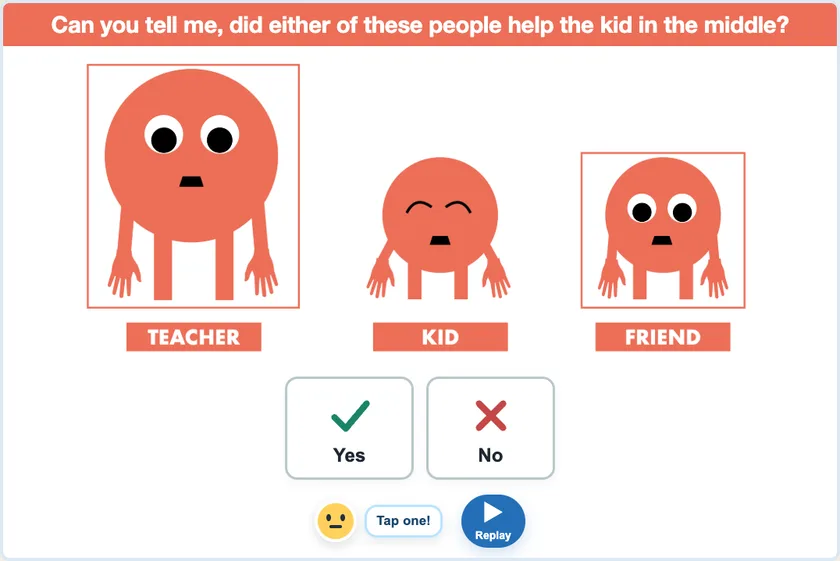 Can you tell me, did either of these people help the kid in the middle?
TEACHER
KID
FRIEND
Yes
No
Tap one!
Replay